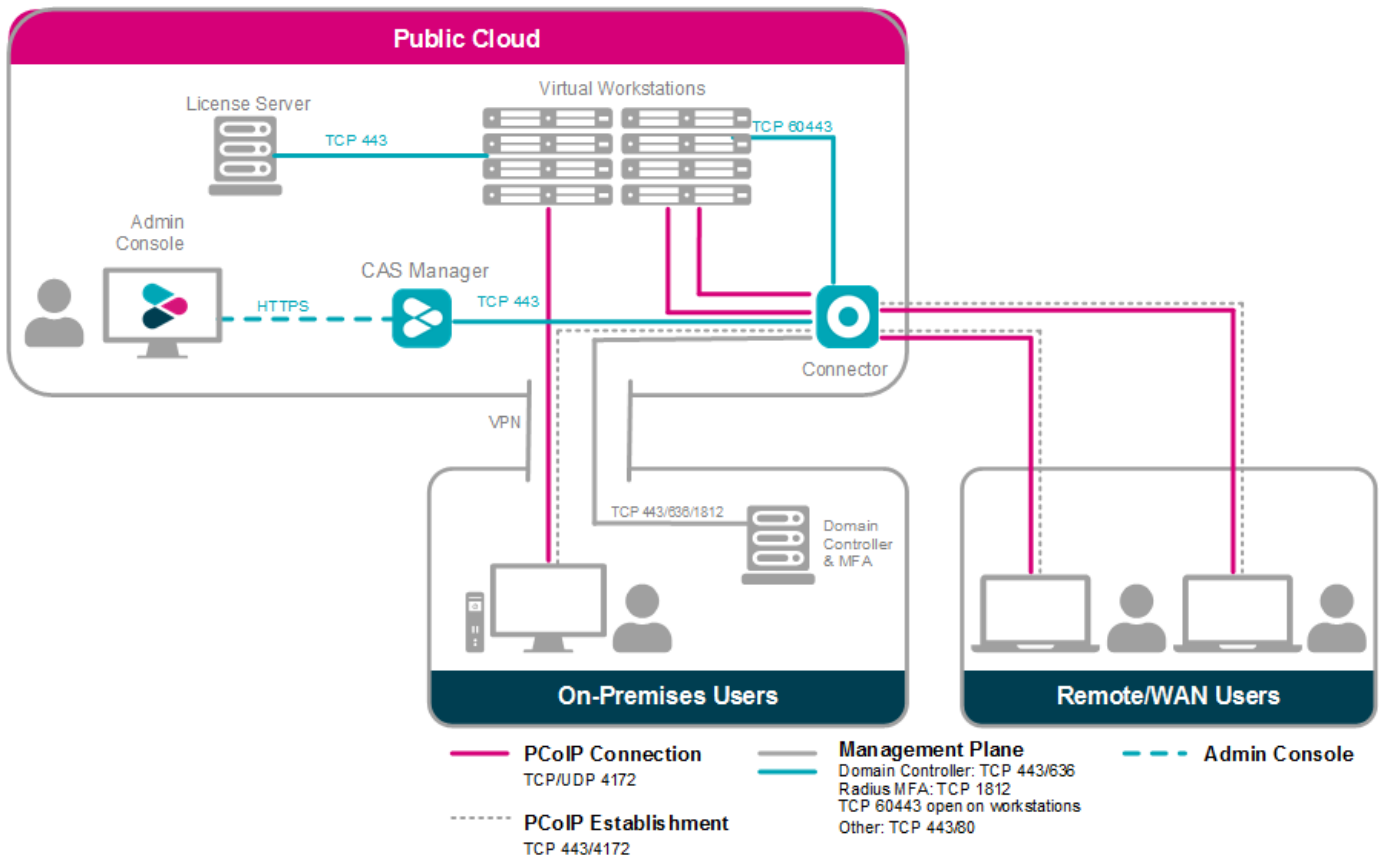 Public Cloud
Virtual Workstations
License Server
TCP 443
TCP 60443
Admin
Console
CAS Manager
HTTPS
TCP 443
Connector
VPN
TCP 443/636/1812
Domain
Controller
& MFA
On-Premises Users
Remote/WAN Users
PCoIP Connection
TCP/UDP 4172
PCoIP Establishment
TCP 443/4172
Management Plane
Domain Controller: TCP 443/636
Radius MFA: TCP 1812
TCP 60443 open on workstations
Other: TCP 443/80
Admin Console